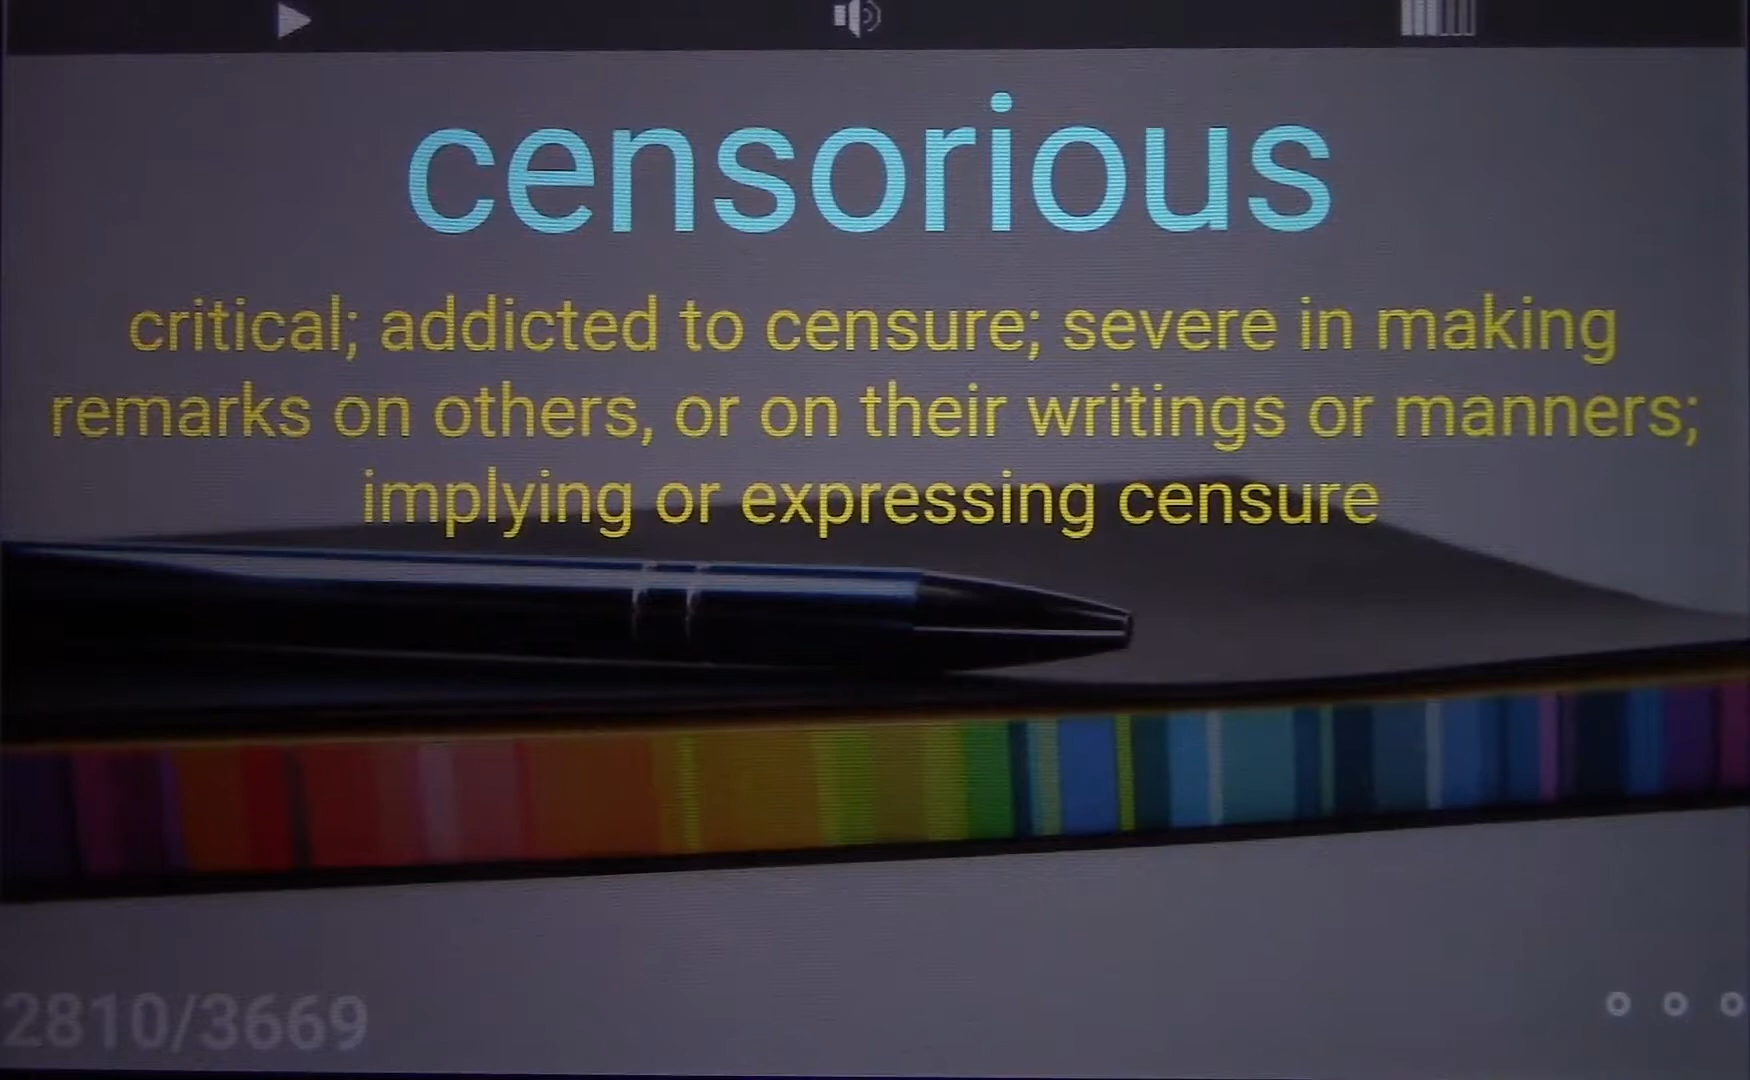 censorious
critical; addicted to censure; severe in making
remarks on others, or on their writings or manners;
implying or expressing censure
2810/3669